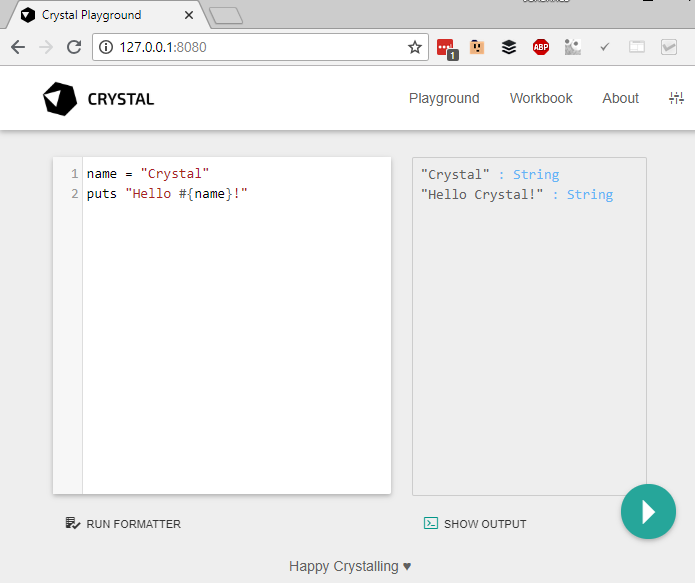 Crystal Playground
127.0.0.1:8080
1
ABP
CRYSTAL
Playground Workbook About
1 name = "Crystal"
2 puts "Hello #{name}!"
"Crystal" : String
"Hello Crystal!" : String
RUN FORMATTER
SHOW OUTPUT
Happy Crystalling ♥